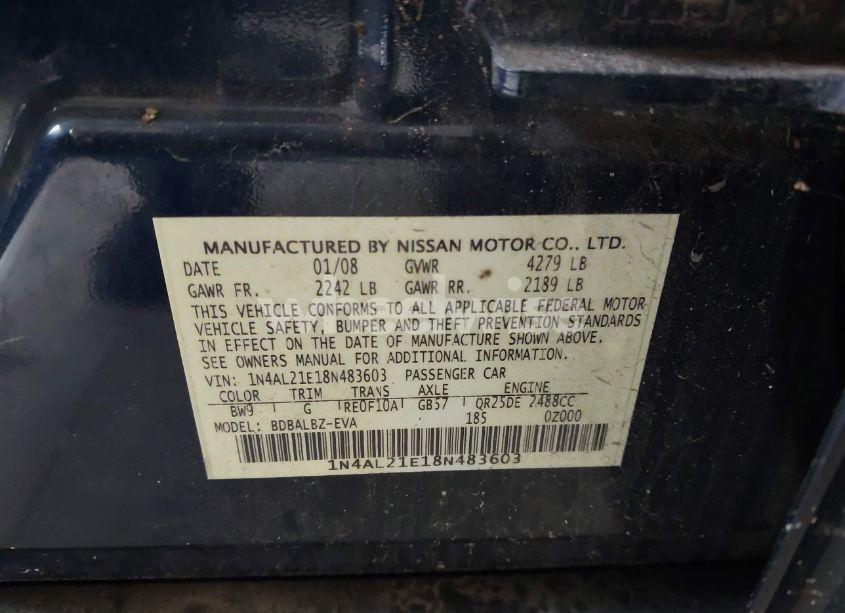 MANUFACTURED BY NISSAN MOTOR CO., LTD.
DATE 01/08 GVWR 4279 LB
GAWR FR. 2242 LB GAWR RR. 2189 LB
THIS VEHICLE CONFORMS TO ALL APPLICABLE FEDERAL MOTOR
VEHICLE SAFETY, BUMPER AND THEFT PREVENTION STANDARDS
IN EFFECT ON THE DATE OF MANUFACTURE SHOWN ABOVE.
SEE OWNERS MANUAL FOR ADDITIONAL INFORMATION.
VIN: 1N4AL21E18N483603 PASSENGER CAR
COLOR TRIM TRANS AXLE ENGINE
BW9 G RE0F10A GB57 QR25DE 2488CC
MODEL: BDBALBZ-EVA 185 0Z000
1N4AL21E18N483603